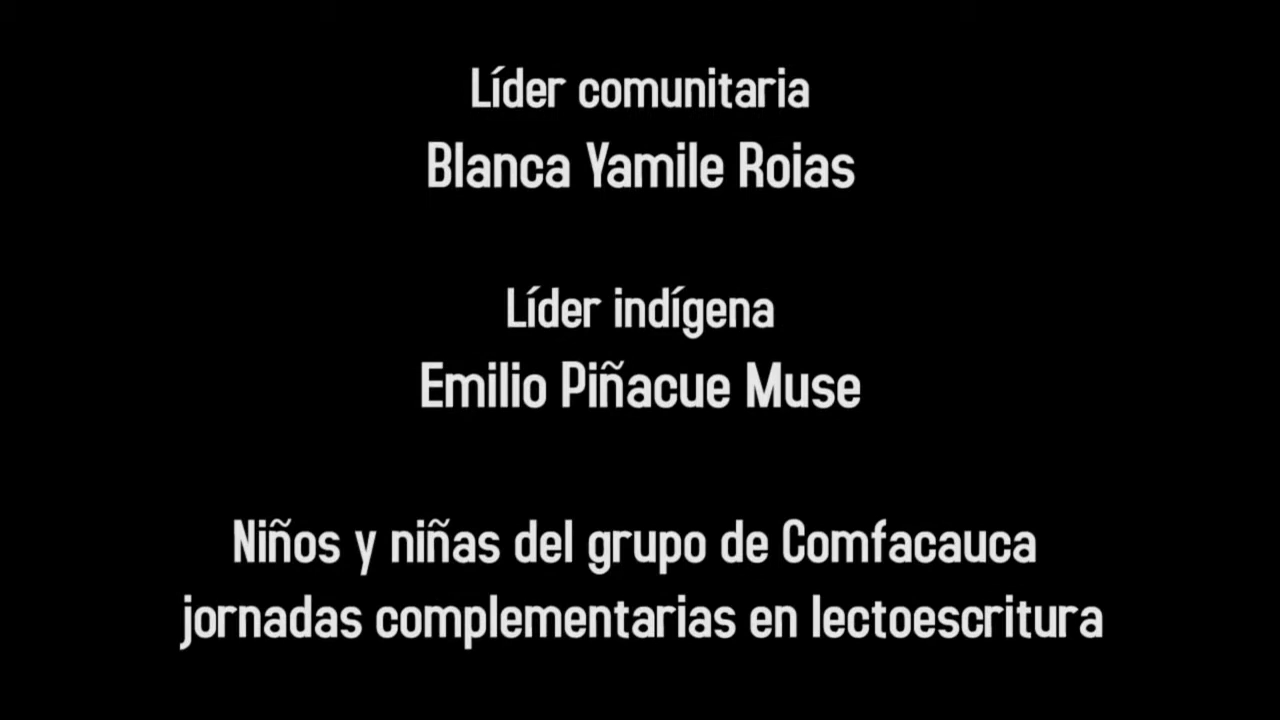 Líder comunitaria
Blanca Yamile Roias
Líder indígena
Emilio Piñacue Muse
Niños y niñas del grupo de Comfacauca
jornadas complementarias en lectoescritura